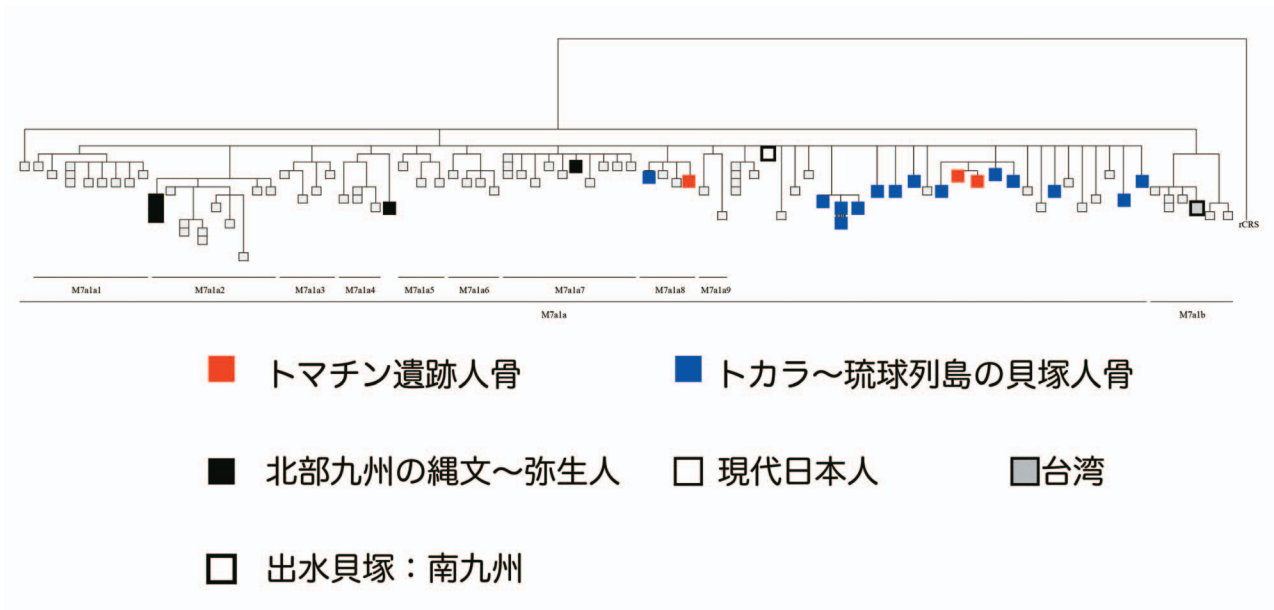 rCRS
M7a1a1 M7a1a2 M7a1a3 M7a1a4 M7a1a5 M7a1a6 M7a1a7 M7a1a8 M7a1a9
M7a1a M7a1b
トマチン遺跡人骨 トカラ〜琉球列島の貝塚人骨
北部九州の縄文〜弥生人 現代日本人 台湾
出水貝塚：南九州